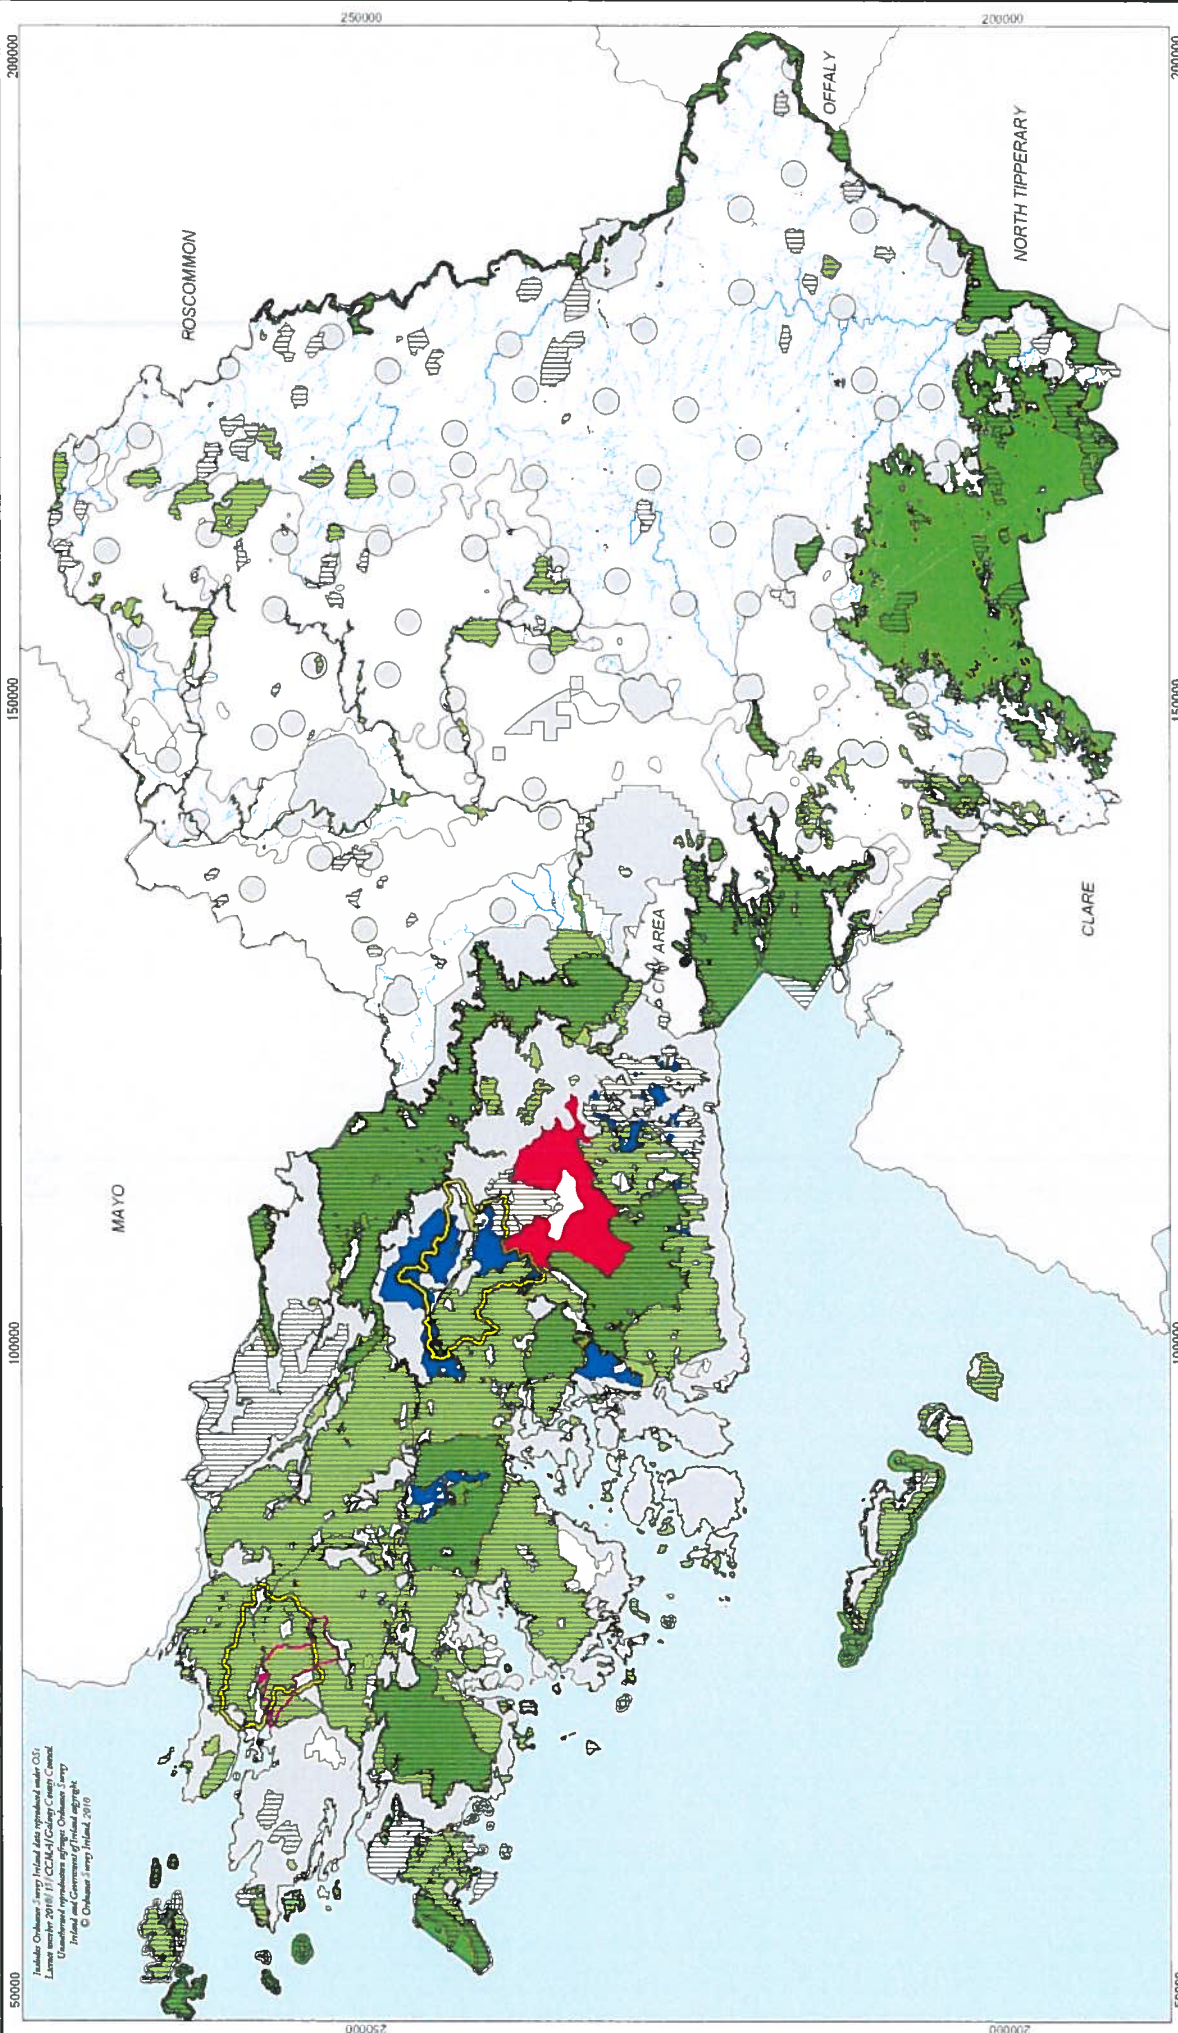 250000
200000
200000
200000
OFFALY
NORTH TIPPERARY
ROSCOMMON
150000
150000
CITY AREA
CLARE
MAYO
100000
100000
Includes Ordnance Survey Ireland data reproduced under OSi
Licence number 2010/15/CCMA/Galway County Council
Unauthorised reproduction infringes Ordnance Survey
Ireland and Government of Ireland copyright
© Ordnance Survey Ireland, 2010
50000
250000
200000